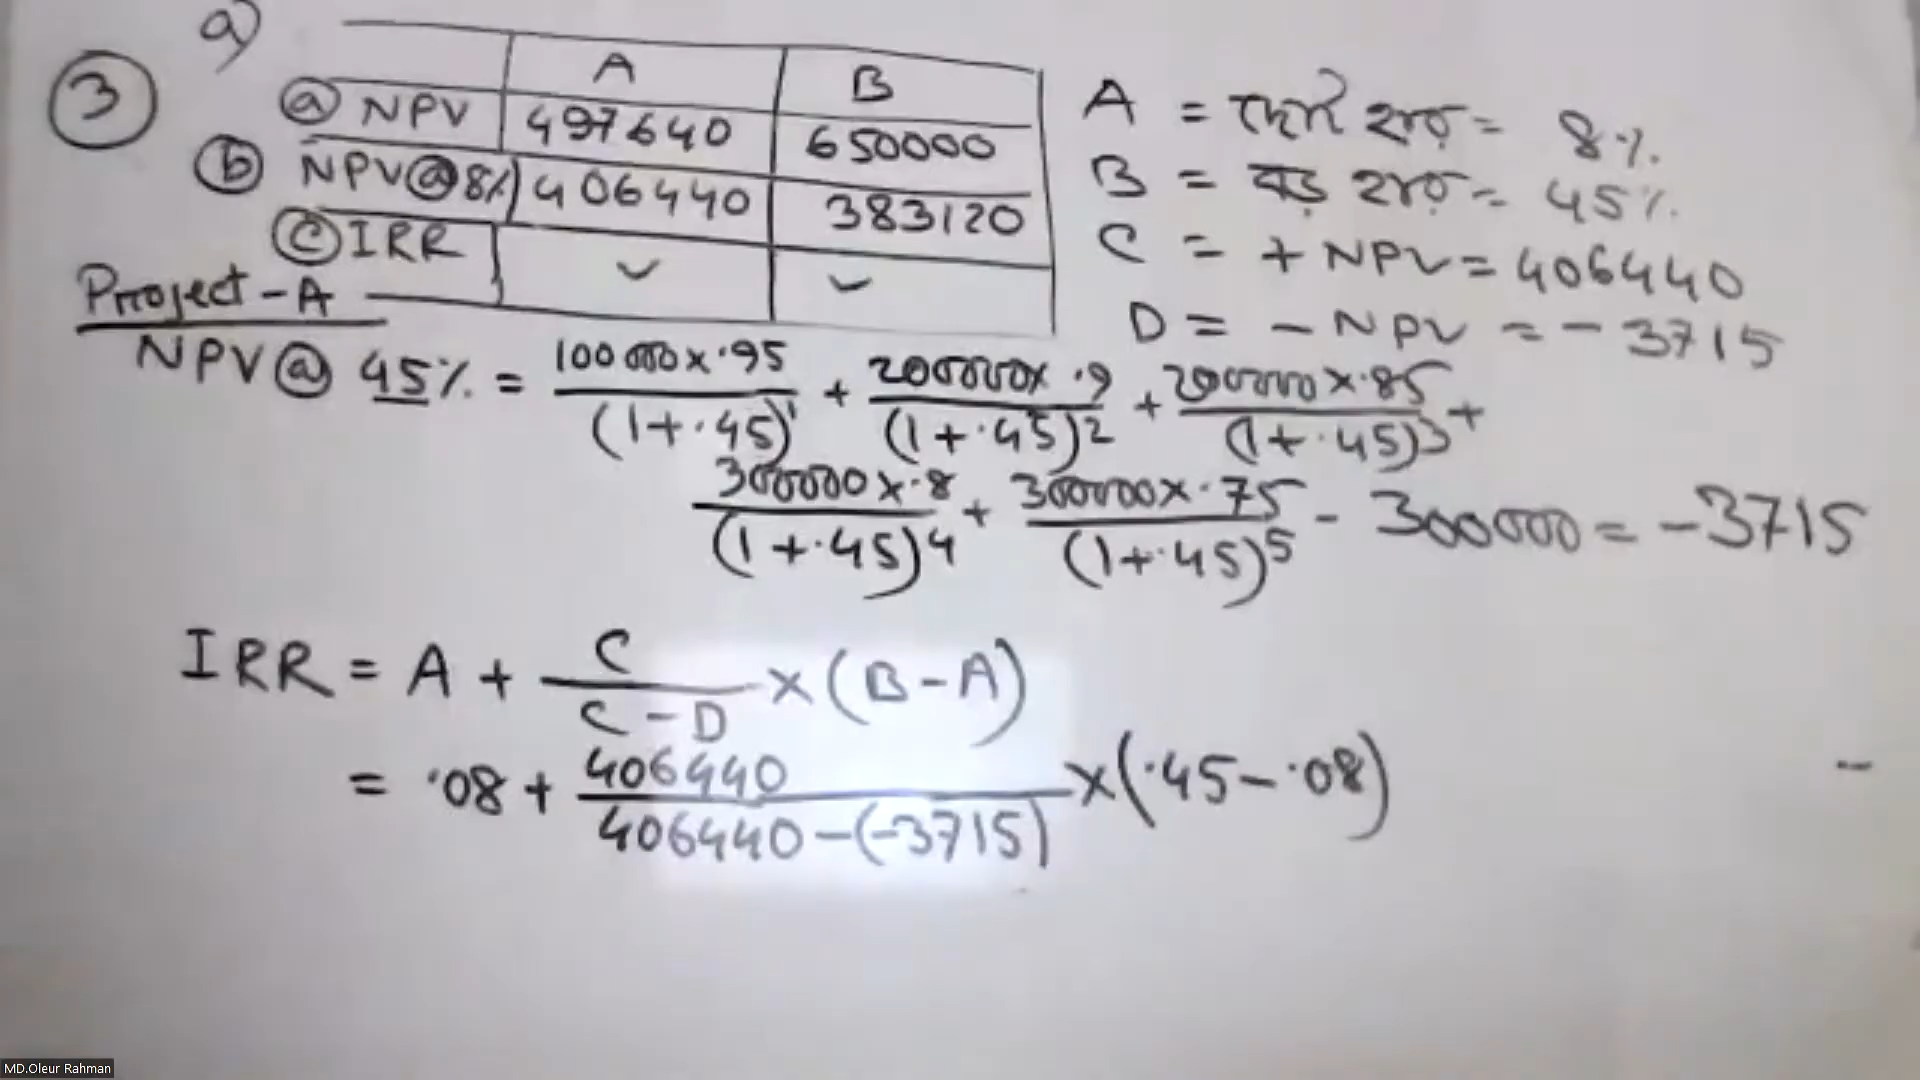 a)
3
A B
ⓐ NPV 497640 650000
ⓑ NPV@8% 406440 383120
ⓒ IRR ✓ ✓
A = ছোট হার = 8%.
B = বড় হার = 45%.
C = + NPV = 406440
D = - NPV = - 3715
Project - A
NPV @ 45% = 100000x.95/(1+.45)^1 + 200000x.9/(1+.45)^2 + 200000x.85/(1+.45)^3 +
300000x.8/(1+.45)^4 + 300000x.75/(1+.45)^5 - 300000 = -3715
IRR = A + C/(C-D) x (B-A)
= .08 + 406440/(406440-(-3715)) x (.45-.08)
MD.Oleur Rahman